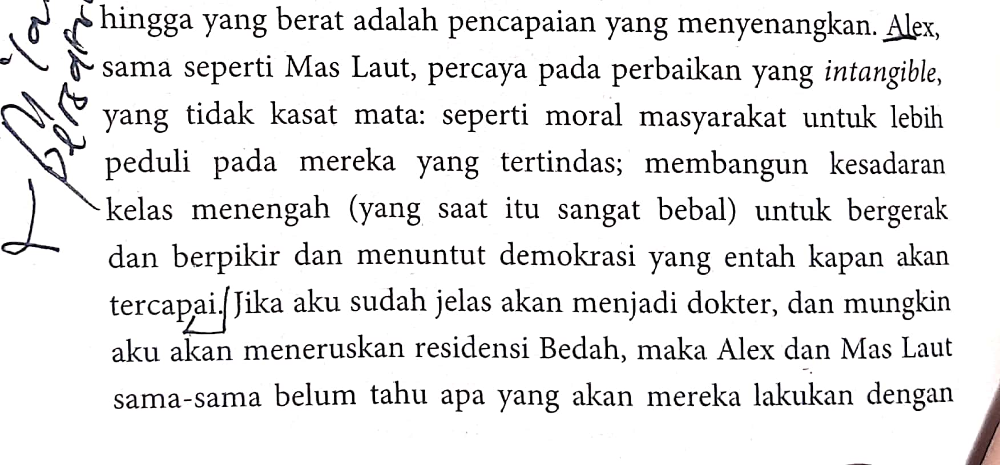 hingga yang berat adalah pencapaian yang menyenangkan. Alex,
sama seperti Mas Laut, percaya pada perbaikan yang intangible,
yang tidak kasat mata: seperti moral masyarakat untuk lebih
peduli pada mereka yang tertindas; membangun kesadaran
kelas menengah (yang saat itu sangat bebal) untuk bergerak
dan berpikir dan menuntut demokrasi yang entah kapan akan
tercapai. Jika aku sudah jelas akan menjadi dokter, dan mungkin
aku akan meneruskan residensi Bedah, maka Alex dan Mas Laut
sama-sama belum tahu apa yang akan mereka lakukan dengan